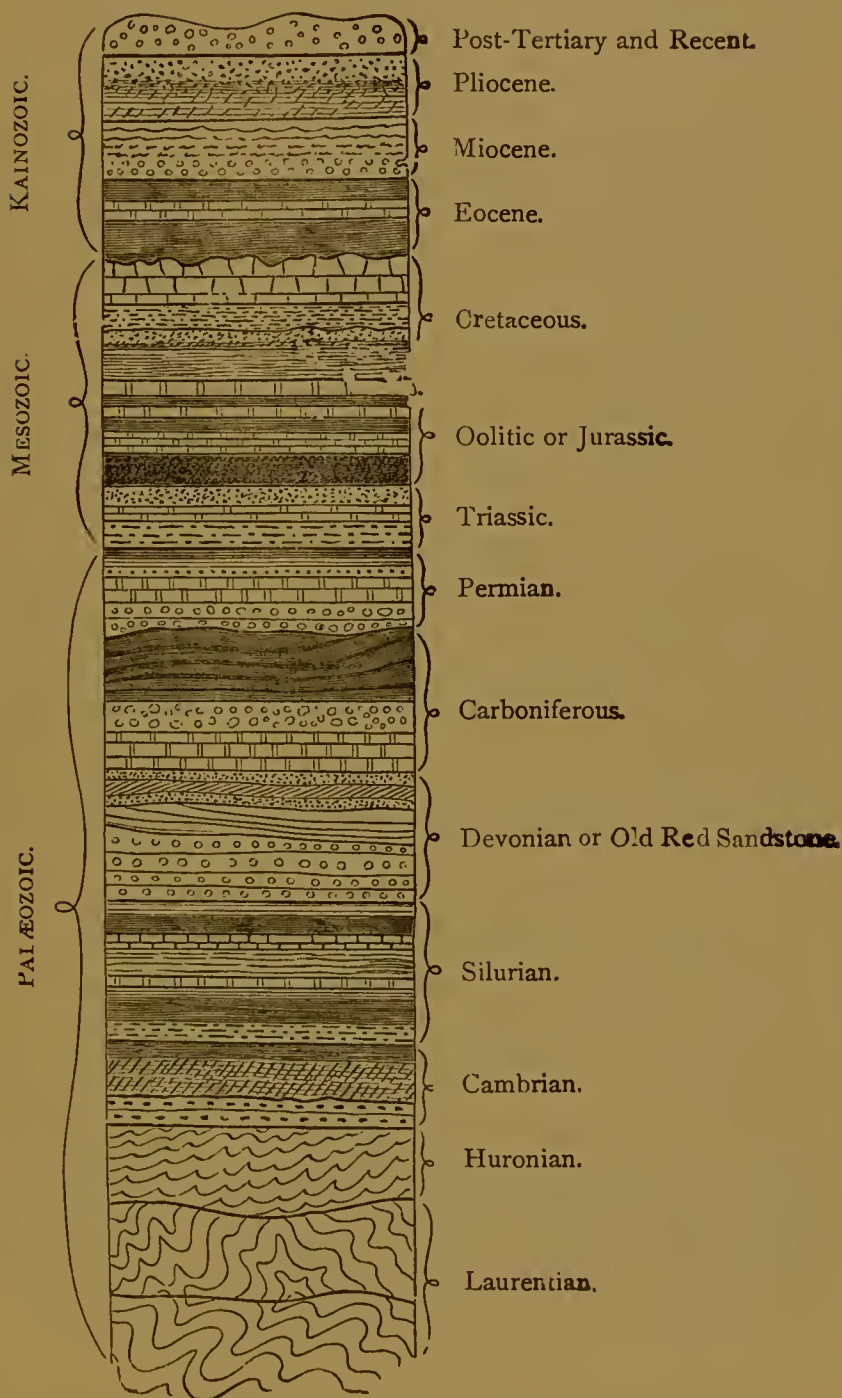 KAINOZOIC.
Post-Tertiary and Recent.
Pliocene.
Miocene.
Eocene.
MESOZOIC.
Cretaceous.
Oolitic or Jurassic.
Triassic.
PALÆOZOIC.
Permian.
Carboniferous.
Devonian or Old Red Sandstone.
Silurian.
Cambrian.
Huronian.
Laurentian.